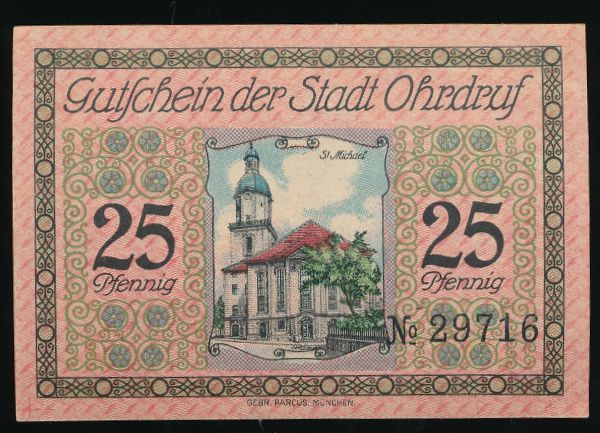 Gutschein der Stadt Ohrdruf
St Michael
25
Pfennig
25
Pfennig
No 29716
GEBR. PARCUS, MÜNCHEN.